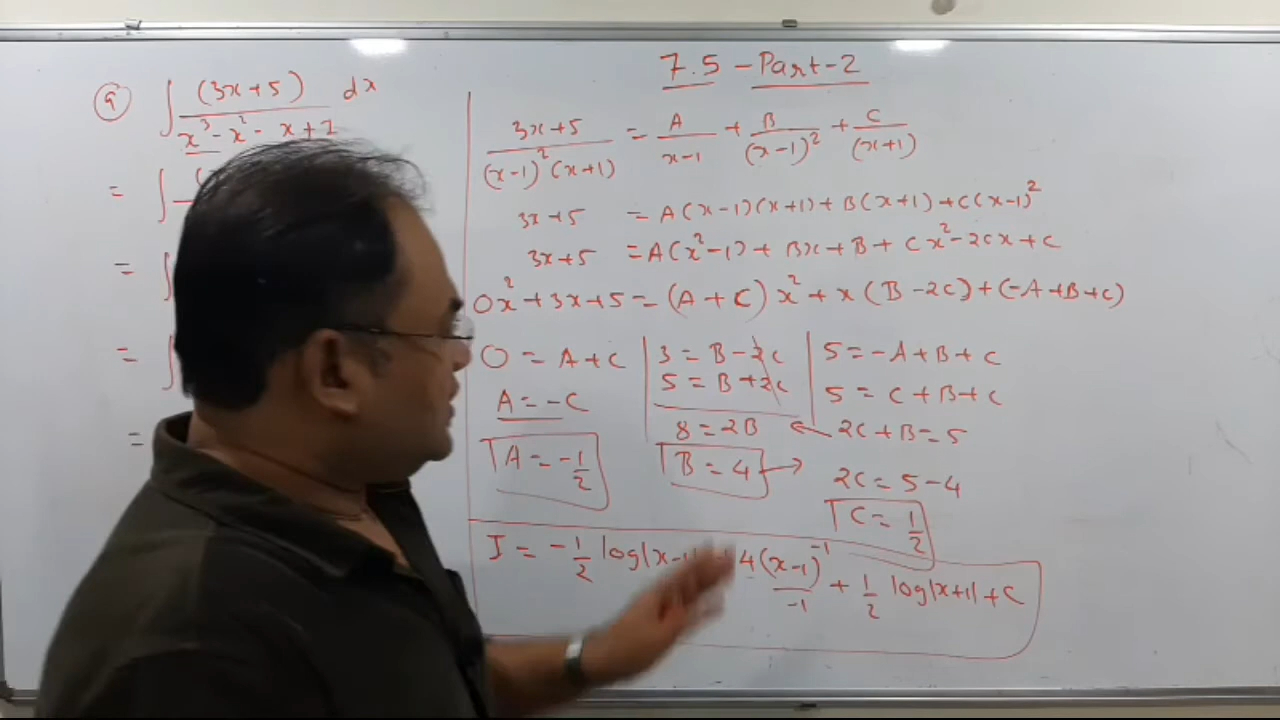 7.5 - Part-2
9 ∫ (3x+5) / x³ - x² - x + 1 dx
= ∫
= ∫
= ∫
=
3x+5 / (x-1)²(x+1) = A / x-1 + B / (x-1)² + C / (x+1)
3x+5 = A(x-1)(x+1) + B(x+1) + C(x-1)²
3x+5 = A(x²-1) + Bx + B + Cx² - 2Cx + C
0x² + 3x + 5 = (A + C) x² + x (B - 2C) + (-A + B + C)
0 = A + C
A = -C
A = -1/2
3 = B - 2C
5 = B + 2C
8 = 2B
B = 4 →
5 = -A + B + C
5 = C + B + C
← 2C + B = 5
2C = 5 - 4
C = 1/2
I = -1/2 log|x-1| + 4 (x-1)⁻¹ / -1 + 1/2 log|x+1| + C